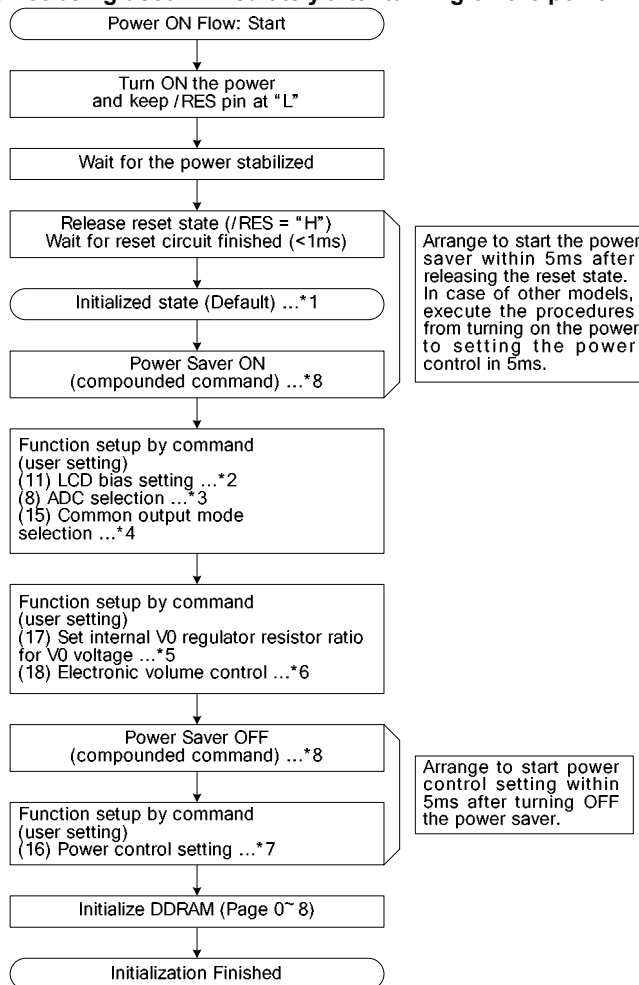 Power ON Flow: Start
Turn ON the power
and keep /RES pin at “L”
Wait for the power stabilized
Release reset state (/RES = “H”)
Wait for reset circuit finished (<1ms)
Initialized state (Default) ...*1
Power Saver ON
(compounded command) ...*8
Arrange to start the power
saver within 5ms after
releasing the reset state.
In case of other models,
execute the procedures
from turning on the power
to setting the power
control in 5ms.
Function setup by command
(user setting)
(11) LCD bias setting ...*2
(8) ADC selection ...*3
(15) Common output mode
selection ...*4
Function setup by command
(user setting)
(17) Set internal V0 regulator resistor ratio
for V0 voltage ...*5
(18) Electronic volume control ...*6
Power Saver OFF
(compounded command) ...*8
Function setup by command
(user setting)
(16) Power control setting ...*7
Arrange to start power
control setting within
5ms after turning OFF
the power saver.
Initialize DDRAM (Page 0~8)
Initialization Finished